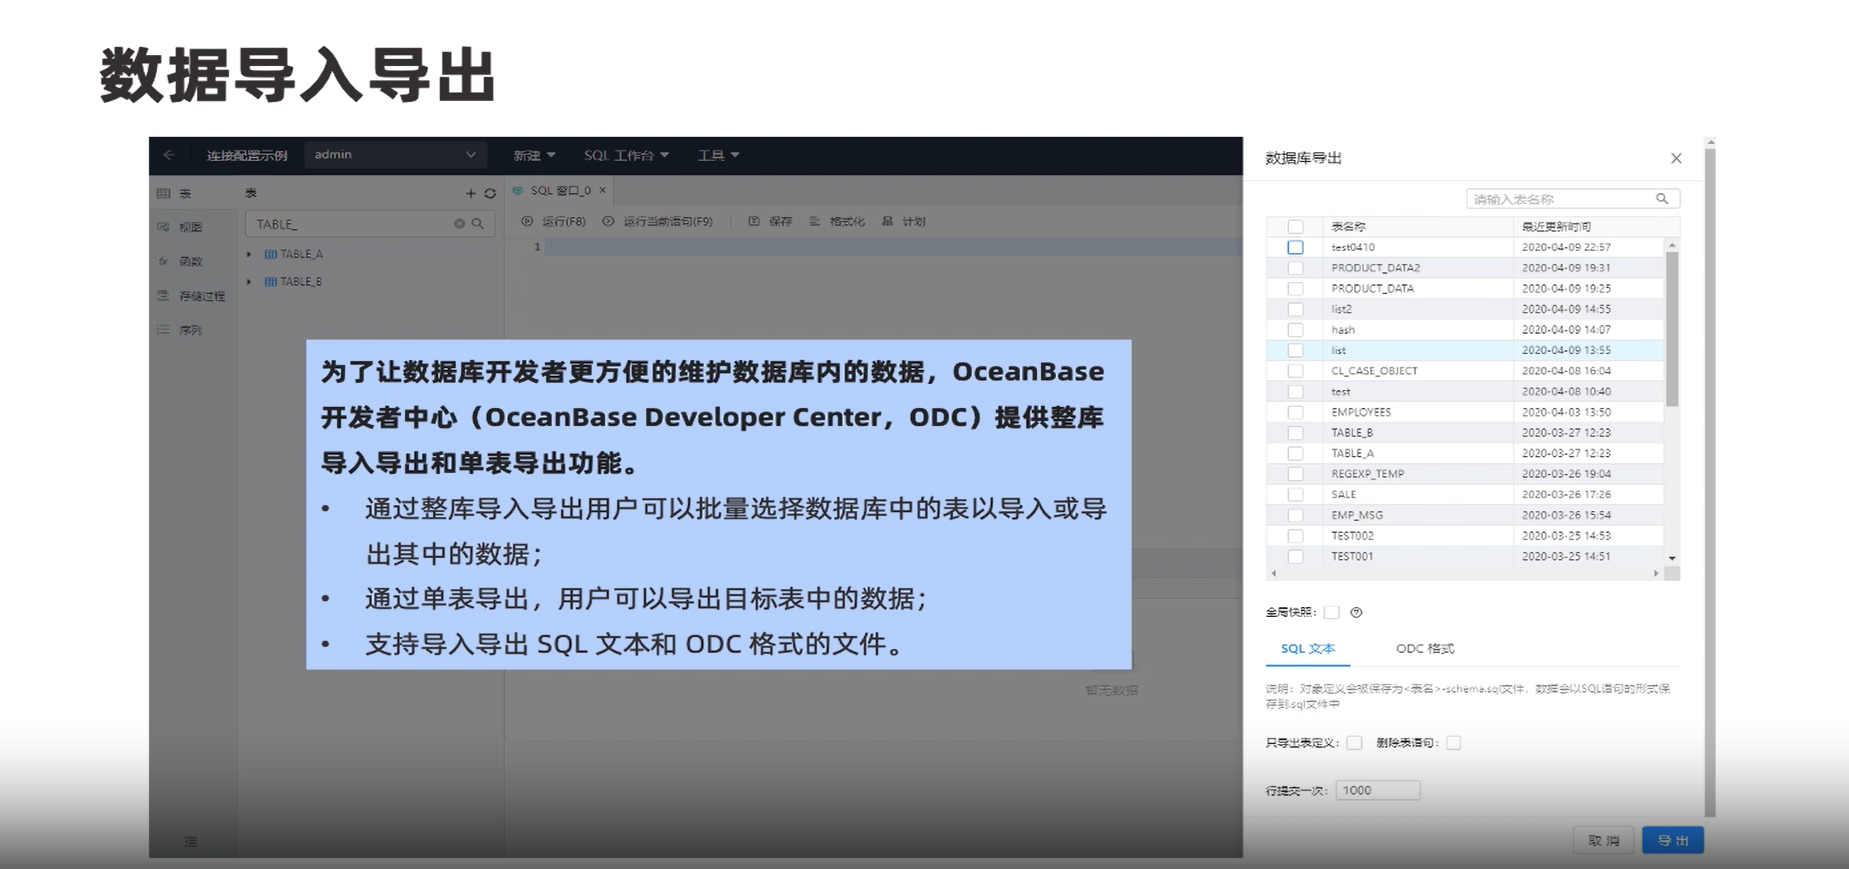 数据导入导出
连接配置示例 admin 新建 SQL 工作台 工具
表
视图
函数
存储过程
序列
表
TABLE_
TABLE_A
TABLE_B
SQL 窗口_0
运行(F8) 运行当前语句(F9) 保存 格式化 计划
1
为了让数据库开发者更方便的维护数据库内的数据，OceanBase
开发者中心（OceanBase Developer Center，ODC）提供整库
导入导出和单表导出功能。
• 通过整库导入导出用户可以批量选择数据库中的表以导入或导
出其中的数据；
• 通过单表导出，用户可以导出目标表中的数据；
• 支持导入导出 SQL 文本和 ODC 格式的文件。
暂无数据
数据库导出
请输入表名称
表名称 最近更新时间
test0410 2020-04-09 22:57
PRODUCT_DATA2 2020-04-09 19:31
PRODUCT_DATA 2020-04-09 19:25
list2 2020-04-09 14:55
hash 2020-04-09 14:07
list 2020-04-09 13:55
CL_CASE_OBJECT 2020-04-08 16:04
test 2020-04-08 10:40
EMPLOYEES 2020-04-03 13:50
TABLE_B 2020-03-27 12:23
TABLE_A 2020-03-27 12:23
REGEXP_TEMP 2020-03-26 19:04
SALE 2020-03-26 17:26
EMP_MSG 2020-03-26 15:54
TEST002 2020-03-25 14:53
TEST001 2020-03-25 14:51
全局快照：
SQL 文本 ODC 格式
说明：对象定义会被保存为<表名>-schema.sql文件，数据会以SQL语句的形式保
存到.sql文件中
只导出表定义： 删除表语句：
行提交一次： 1000
取 消 导 出